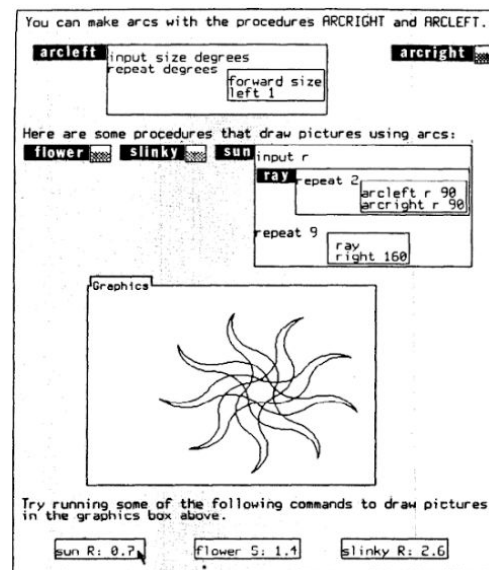 You can make arcs with the procedures ARCRIGHT and ARCLEFT.
arcleft
input size degrees
repeat degrees
forward size
left 1
arcright
Here are some procedures that draw pictures using arcs:
flower
slinky
sun
input r
ray
repeat 2
arcleft r 90
arcright r 90
repeat 9
ray
right 160
Graphics
Try running some of the following commands to draw pictures
in the graphics box above.
sun R: 0.7
flower S: 1.4
slinky R: 2.6